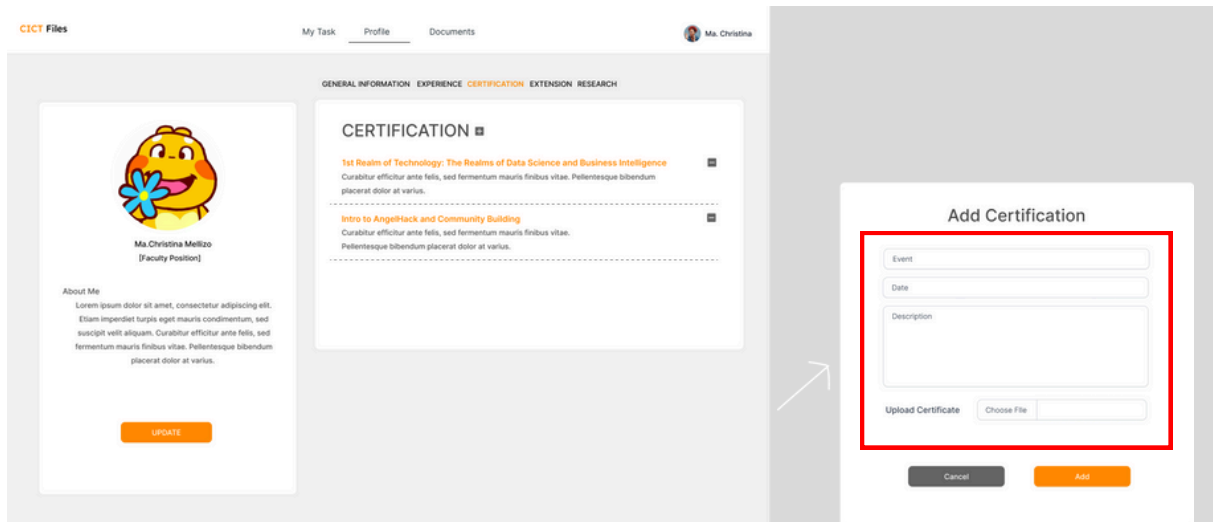 CICT Files
My Task Profile Documents
Ma. Christina
GENERAL INFORMATION EXPERIENCE CERTIFICATION EXTENSION RESEARCH
Ma.Christina Mellizo
[Faculty Position]
About Me
Lorem ipsum dolor sit amet, consectetur adipiscing elit.
Etiam imperdiet turpis eget mauris condimentum, sed
suscipit velit aliquam. Curabitur efficitur ante felis, sed
fermentum mauris finibus vitae. Pellentesque bibendum
placerat dolor at varius.
UPDATE
CERTIFICATION
1st Realm of Technology: The Realms of Data Science and Business Intelligence
Curabitur efficitur ante felis, sed fermentum mauris finibus vitae. Pellentesque bibendum
placerat dolor at varius.
Intro to AngelHack and Community Building
Curabitur efficitur ante felis, sed fermentum mauris finibus vitae.
Pellentesque bibendum placerat dolor at varius.
Add Certification
Event
Date
Description
Upload Certificate Choose File
Cancel Add